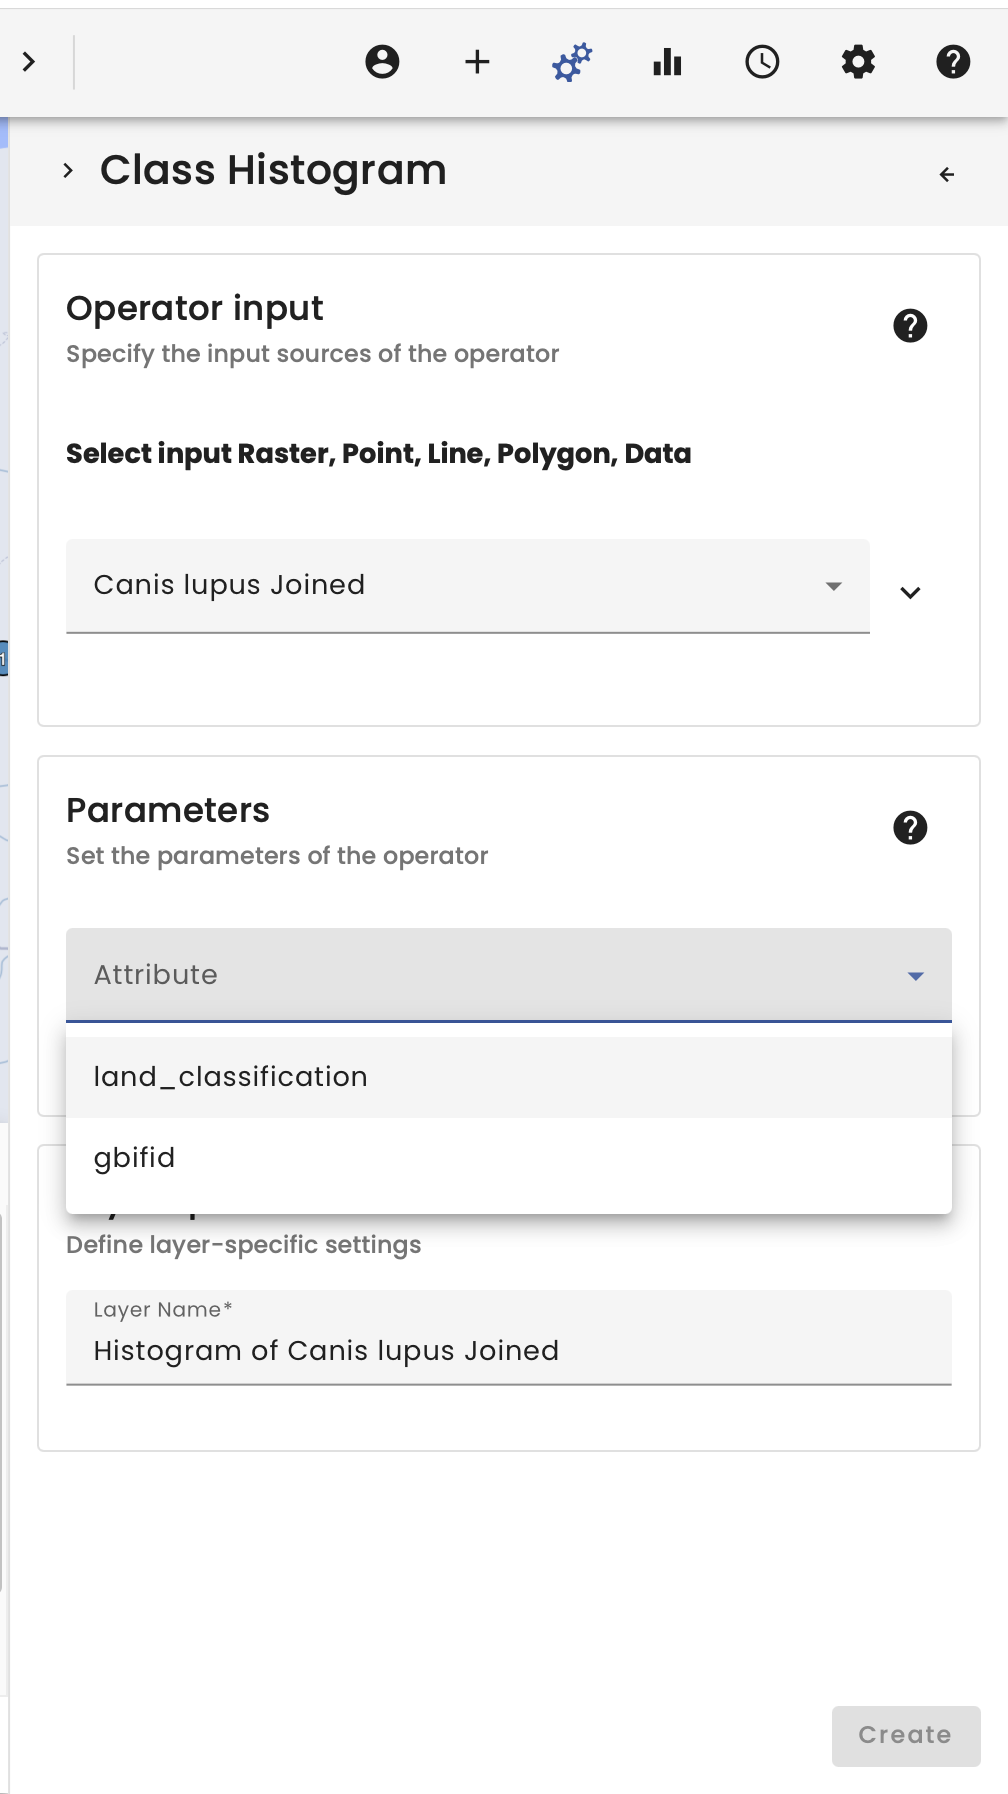 Class Histogram
Operator input
Specify the input sources of the operator
Select input Raster, Point, Line, Polygon, Data
Canis lupus Joined
1
Parameters
Set the parameters of the operator
Attribute
land_classification
gbifid
Define layer-specific settings
Layer Name*
Histogram of Canis lupus Joined
Create